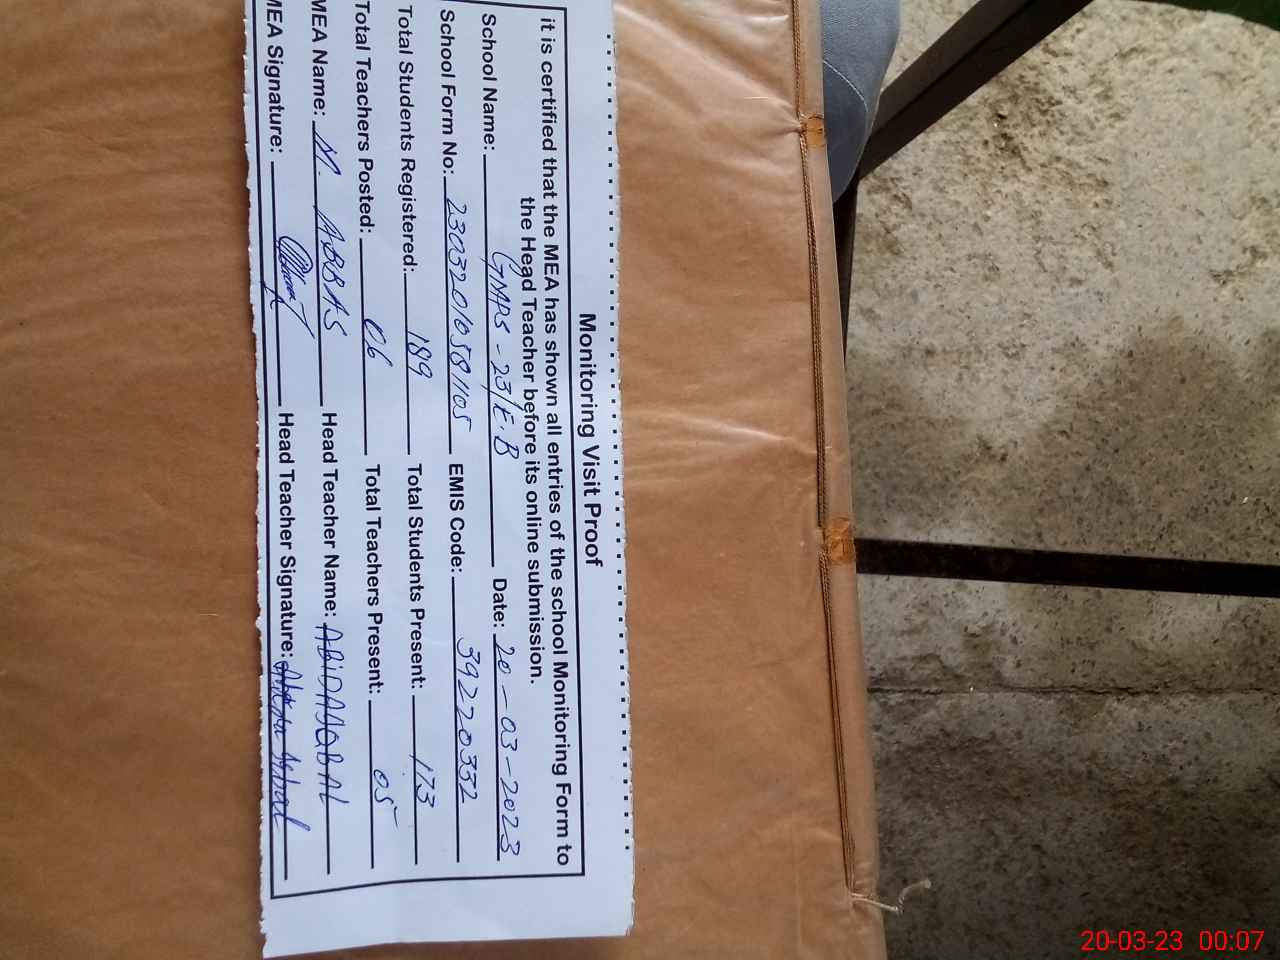 Monitoring Visit Proof
it is certified that the MEA has shown all entries of the school Monitoring Form to
the Head Teacher before its online submission.
School Name: GMPS - 23/E.B Date: 20-03-2023
School Form No: 23032010581105 EMIS Code: 39220332
Total Students Registered: 189 Total Students Present: 173
Total Teachers Posted: 06 Total Teachers Present: 05
MEA Name: M. ABBAS Head Teacher Name: ABIDA IQBAL
MEA Signature: Head Teacher Signature:
20-03-23 00:07